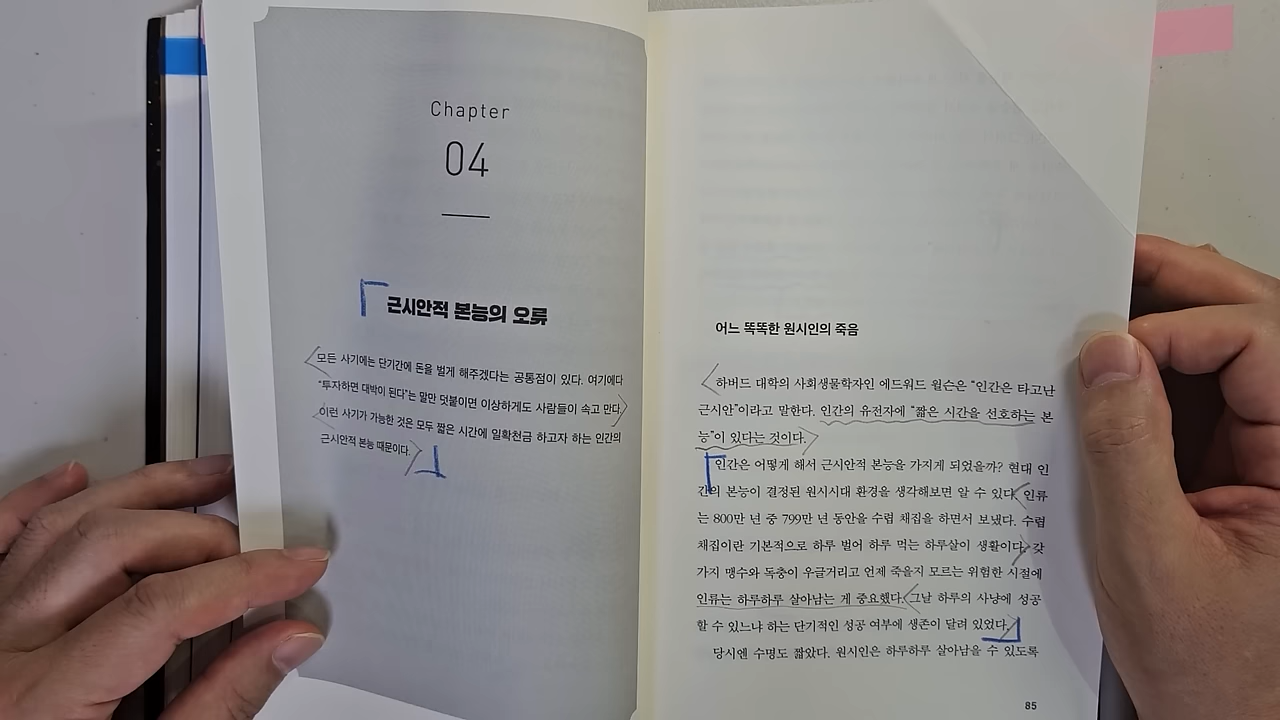 Chapter
04
근시안적 본능의 오류
모든 사기에는 단기간에 돈을 벌게 해주겠다는 공통점이 있다. 여기에다
“투자하면 대박이 된다”는 말만 덧붙이면 이상하게도 사람들이 속고 만다.
이런 사기가 가능한 것은 모두 짧은 시간에 일확천금 하고자 하는 인간의
근시안적 본능 때문이다.
어느 똑똑한 원시인의 죽음
하버드 대학의 사회생물학자인 에드워드 윌슨은 “인간은 타고난
근시안”이라고 말한다. 인간의 유전자에 “짧은 시간을 선호하는 본
능”이 있다는 것이다.
인간은 어떻게 해서 근시안적 본능을 가지게 되었을까? 현대 인
간의 본능이 결정된 원시시대 환경을 생각해보면 알 수 있다. 인류
는 800만 년 중 799만 년 동안을 수렵 채집을 하면서 보냈다. 수렵
채집이란 기본적으로 하루 벌어 하루 먹는 하루살이 생활이다. 갖
가지 맹수와 독충이 우글거리고 언제 죽을지 모르는 위험한 시절에
인류는 하루하루 살아남는 게 중요했다. 그날 하루의 사냥에 성공
할 수 있느냐 하는 단기적인 성공 여부에 생존이 달려 있었다.
당시엔 수명도 짧았다. 원시인은 하루하루 살아남을 수 있도록
85